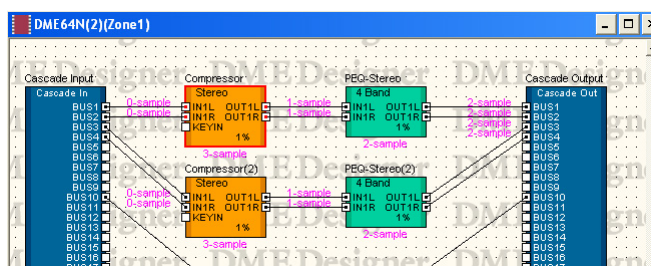 DME64N(2)(Zone1)
Cascade Input
Compressor
PEQ-Stereo
Cascade Output
Cascade In
Stereo
4 Band
Cascade Out
BUS1 0-sample IN1L OUT1L 1-sample IN1L OUT1L 2-sample BUS1
BUS2 0-sample IN1R OUT1R 1-sample IN1R OUT1R 2-sample BUS2
BUS3 KEYIN 2-sample BUS3
BUS4 1% 1% 2-sample BUS4
BUS5 2-sample BUS5
BUS6 3-sample BUS6
BUS7 Compressor(2) PEQ-Stereo(2) BUS7
BUS8 Stereo 4 Band BUS8
BUS9 BUS9
BUS10 0-sample IN1L OUT1L 1-sample IN1L OUT1L BUS10
BUS11 0-sample IN1R OUT1R 1-sample IN1R OUT1R BUS11
BUS12 KEYIN 1% BUS12
BUS13 1% 2-sample BUS13
BUS14 3-sample BUS14
BUS15 BUS15
BUS16 BUS16
DME Designer